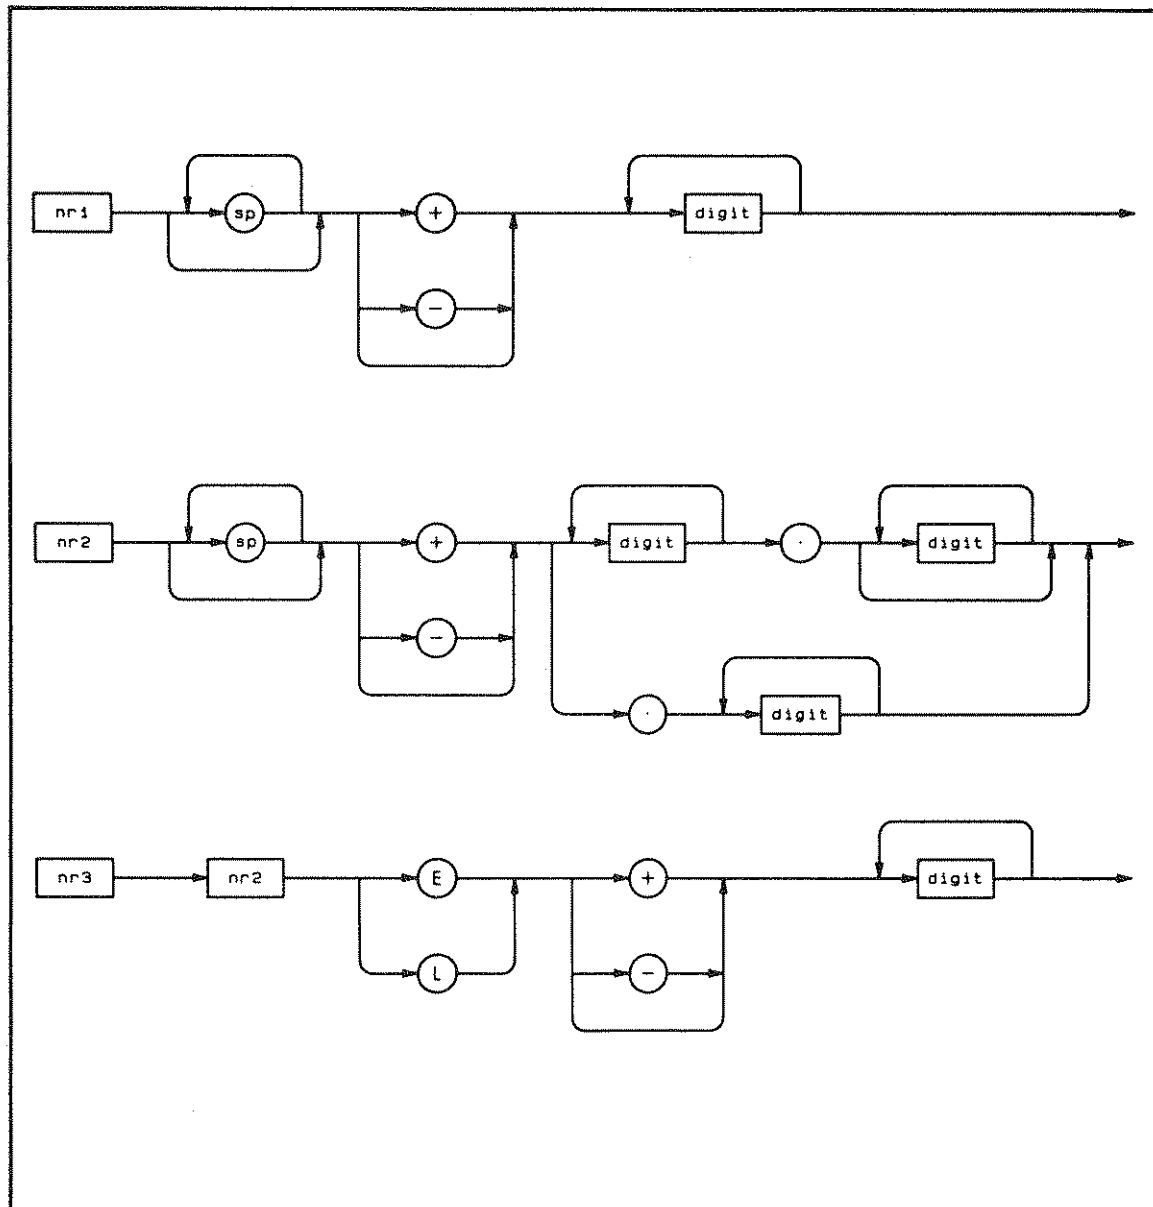 nr1 sp + digit
-
nr2 sp + digit . digit
-
. digit
nr3 nr2 E + digit
L -